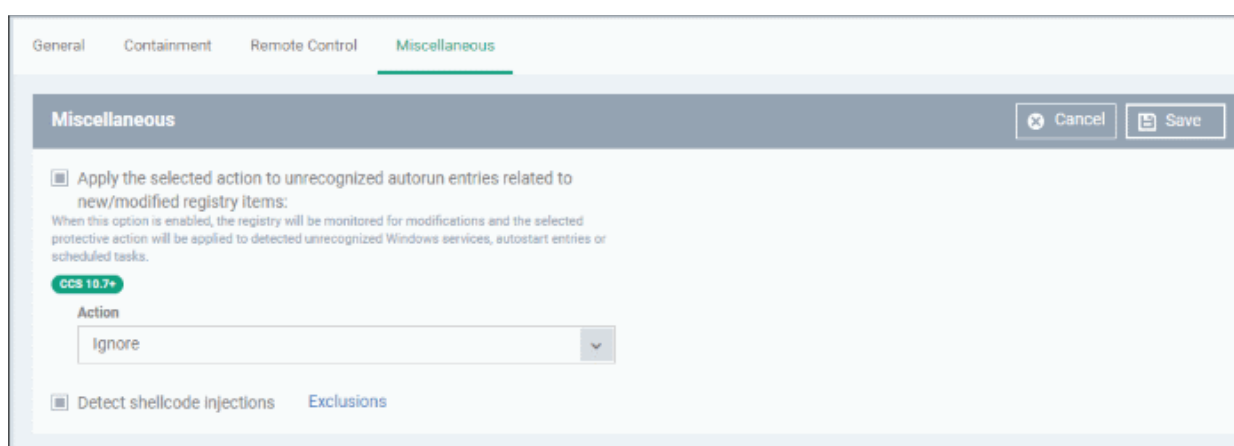 General Containment Remote Control Miscellaneous
Miscellaneous Cancel Save
Apply the selected action to unrecognized autorun entries related to
new/modified registry items:
When this option is enabled, the registry will be monitored for modifications and the selected
protective action will be applied to detected unrecognized Windows services, autostart entries or
scheduled tasks.
CCS 10.7+
Action
Ignore
Detect shellcode injections Exclusions